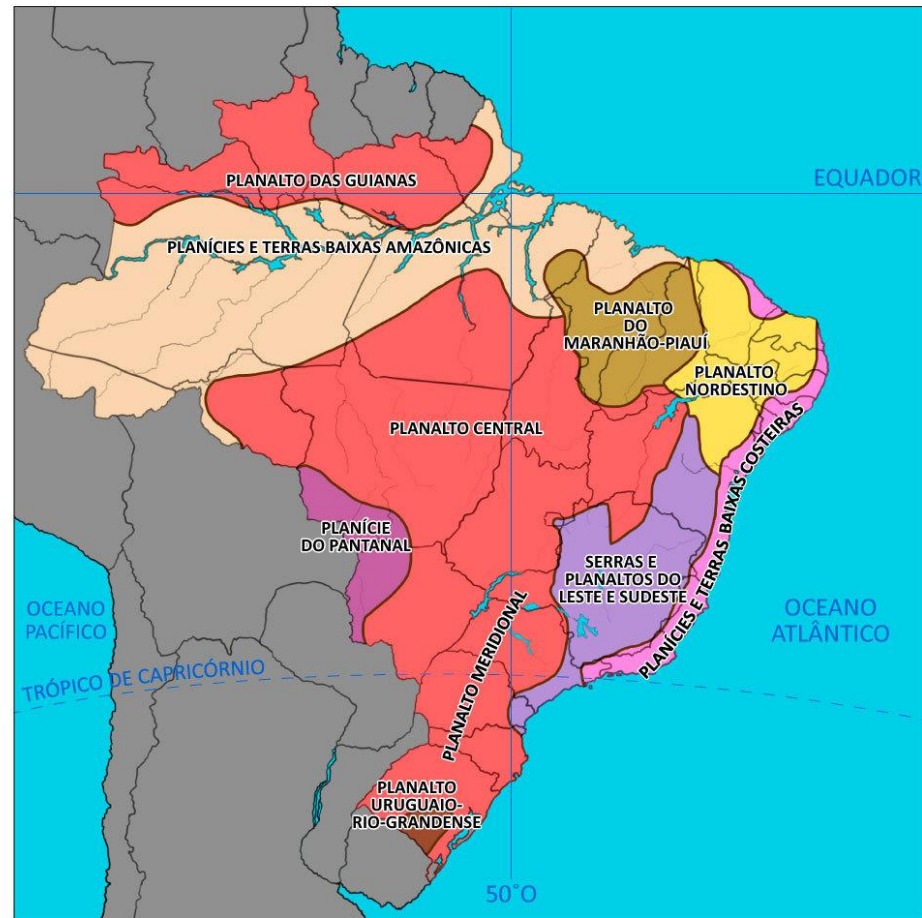 PLANALTO DAS GUIANAS
EQUADOR
PLANÍCIES E TERRAS BAIXAS AMAZÔNICAS
PLANALTO
DO
MARANHÃO-PIAUÍ
PLANALTO
NORDESTINO
PLANALTO CENTRAL
PLANÍCIES E TERRAS BAIXAS COSTEIRAS
PLANÍCIE
DO PANTANAL
SERRAS E
PLANALTOS DO
LESTE E SUDESTE
OCEANO
PACÍFICO
OCEANO
ATLÂNTICO
TRÓPICO DE CAPRICÓRNIO
PLANALTO MERIDIONAL
PLANALTO
URUGUAIO-
RIO-GRANDENSE
50°O